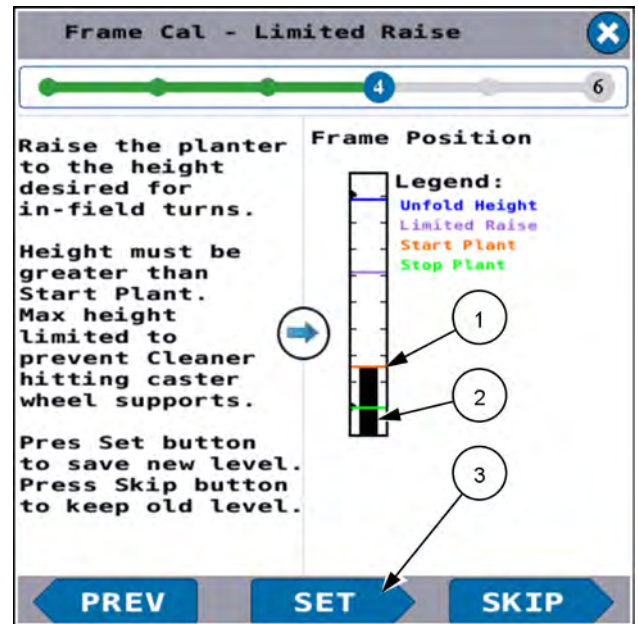 Frame Cal - Limited Raise
4
6
Raise the planter
to the height
desired for
in-field turns.
Height must be
greater than
Start Plant.
Max height
limited to
prevent Cleaner
hitting caster
wheel supports.
Pres Set button
to save new level.
Press Skip button
to keep old level.
Frame Position
Legend:
Unfold Height
Limited Raise
Start Plant
Stop Plant
1
2
3
PREV
SET
SKIP